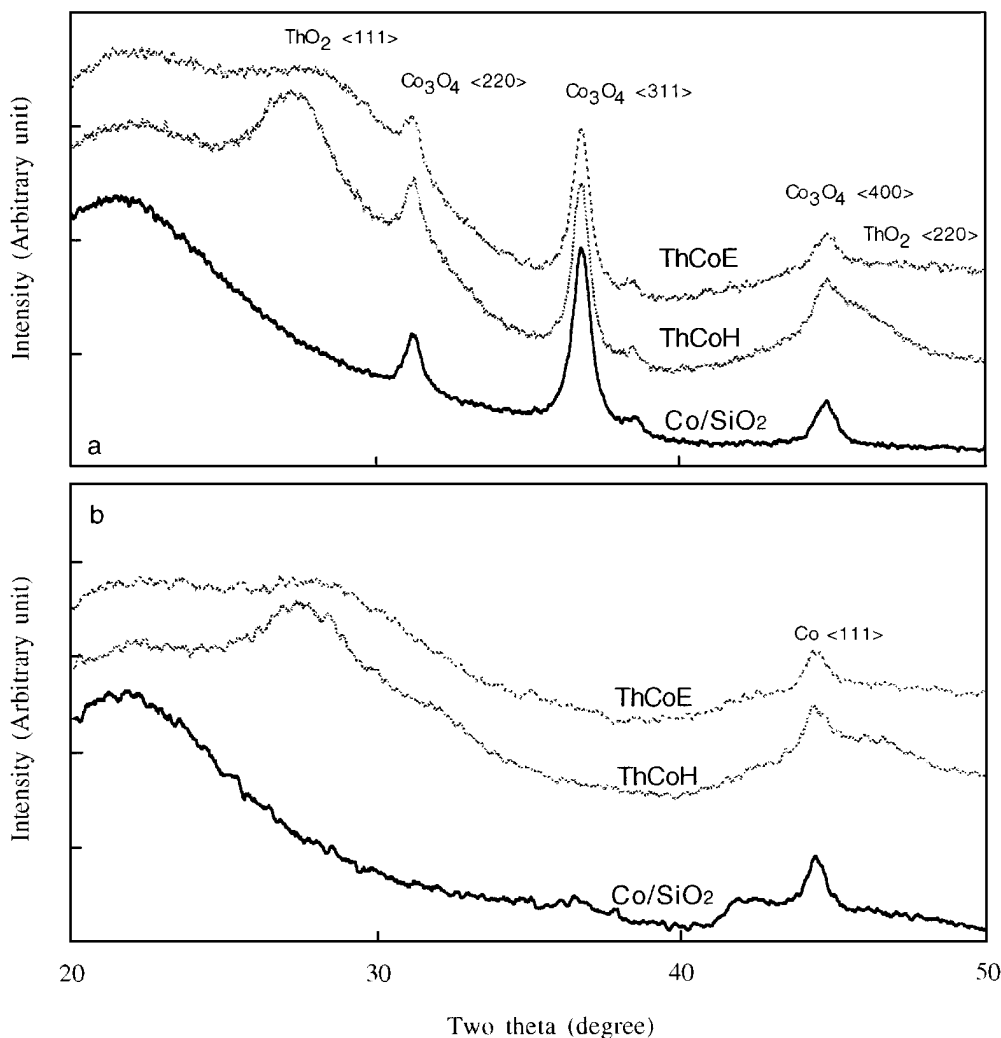 ThO2 <111>
Co3O4 <220>
Co3O4 <311>
Co3O4 <400>
ThO2 <220>
ThCoE
ThCoH
Co/SiO2
a
Intensity (Arbitrary unit)
b
Co <111>
ThCoE
ThCoH
Co/SiO2
Intensity (Arbitrary unit)
20 30 40 50
Two theta (degree)